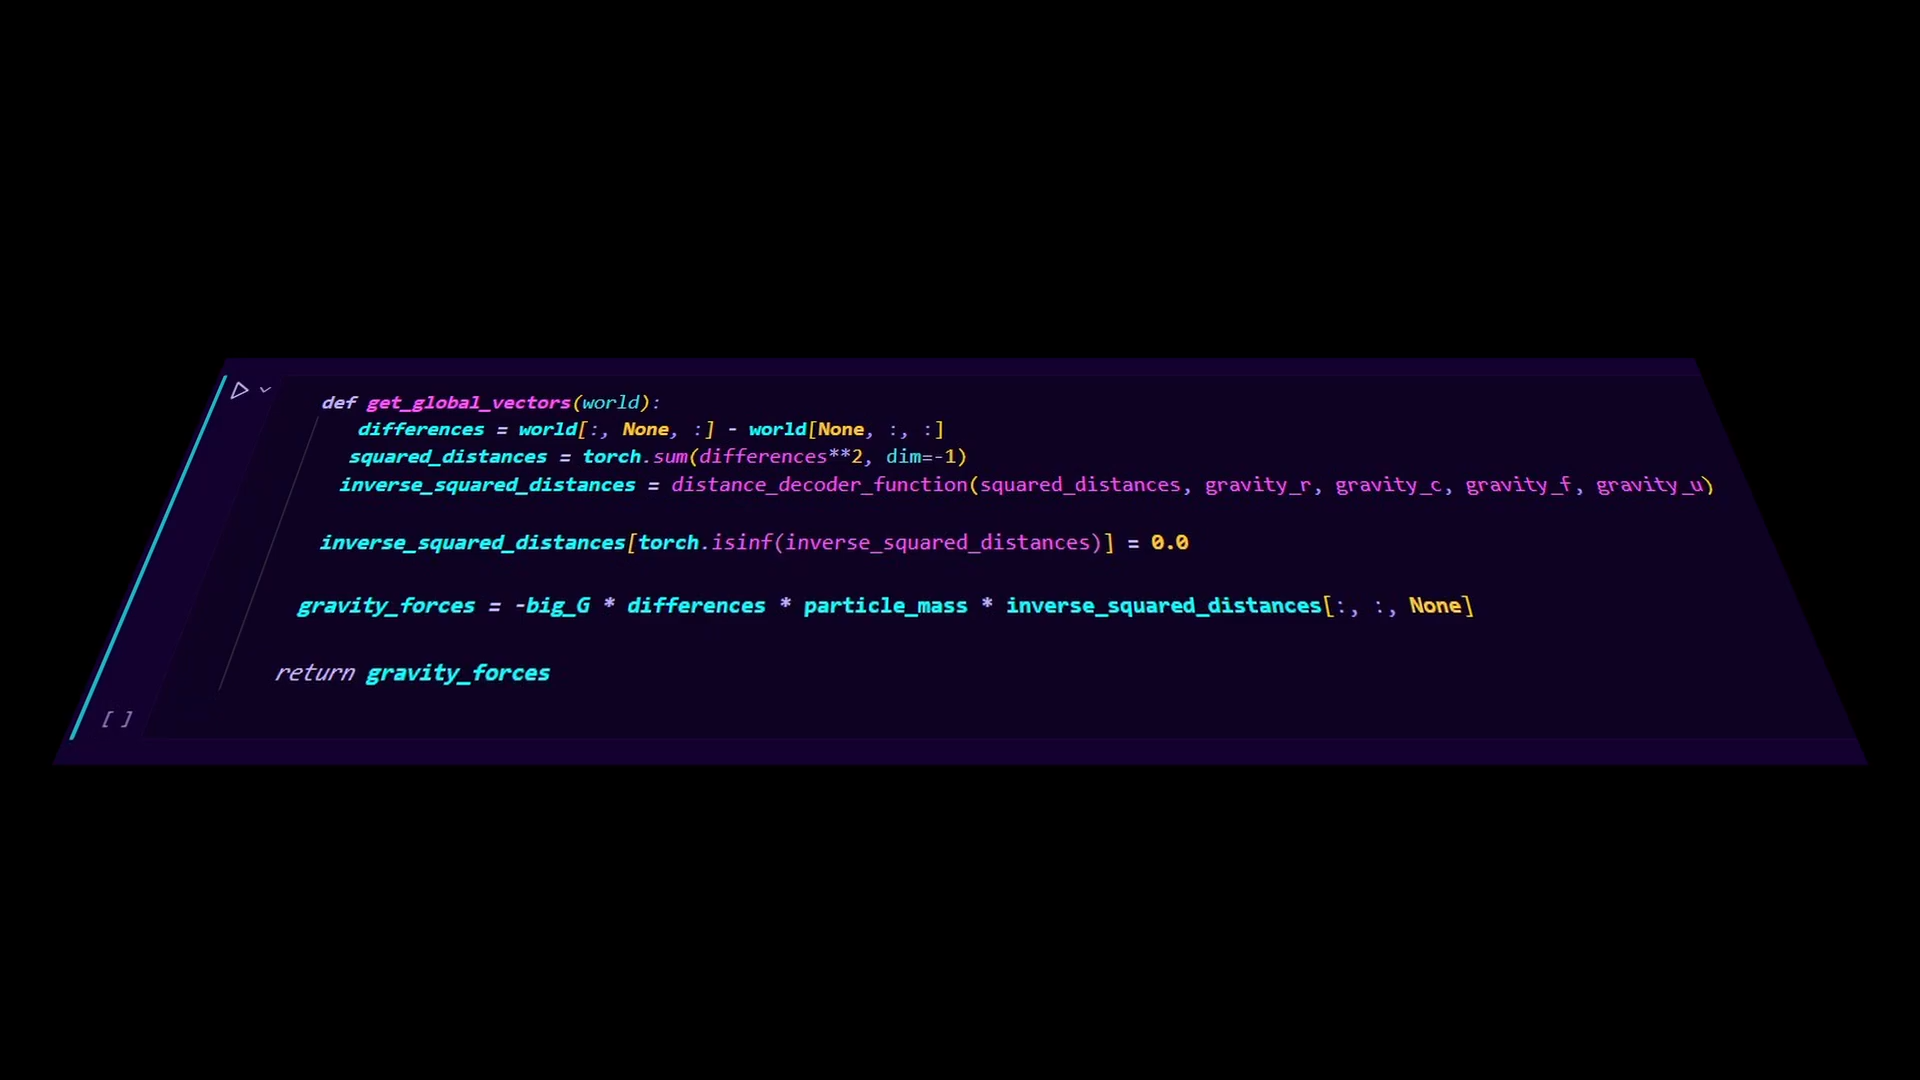 def get_global_vectors(world):
differences = world[:, None, :] - world[None, :, :]
squared_distances = torch.sum(differences**2, dim=-1)
inverse_squared_distances = distance_decoder_function(squared_distances, gravity_r, gravity_c, gravity_f, gravity_u)
inverse_squared_distances[torch.isinf(inverse_squared_distances)] = 0.0
gravity_forces = -big_G * differences * particle_mass * inverse_squared_distances[:, :, None]
return gravity_forces
[ ]